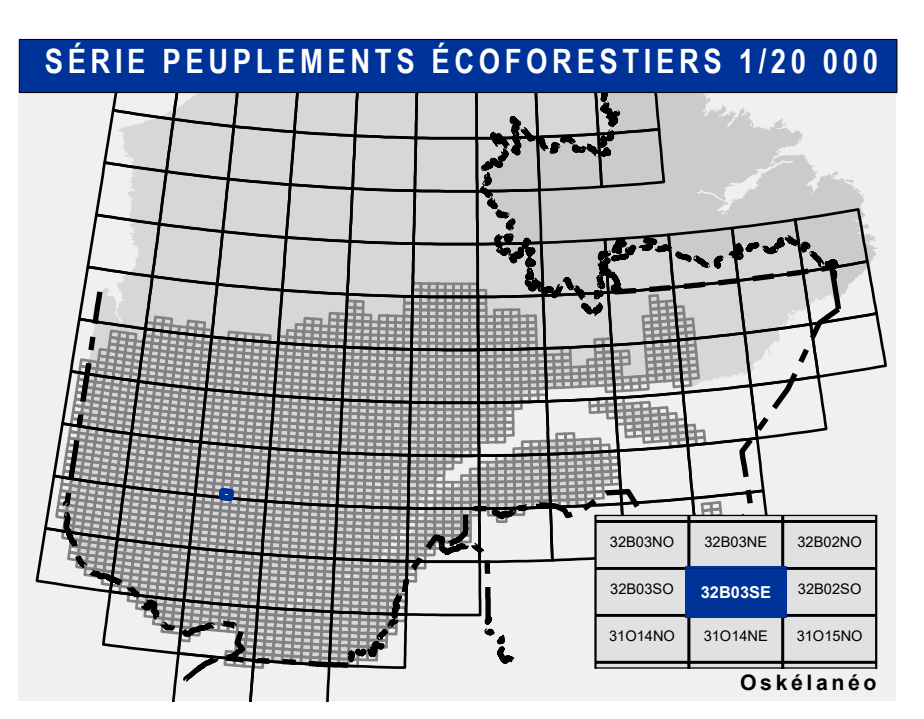 SÉRIE PEUPLEMENTS ÉCOFORESTIERS 1/20 000
32B03NO 32B03NE 32B02NO
32B03SO 32B03SE 32B02SO
31O14NO 31O14NE 31O15NO
Oskélanéo